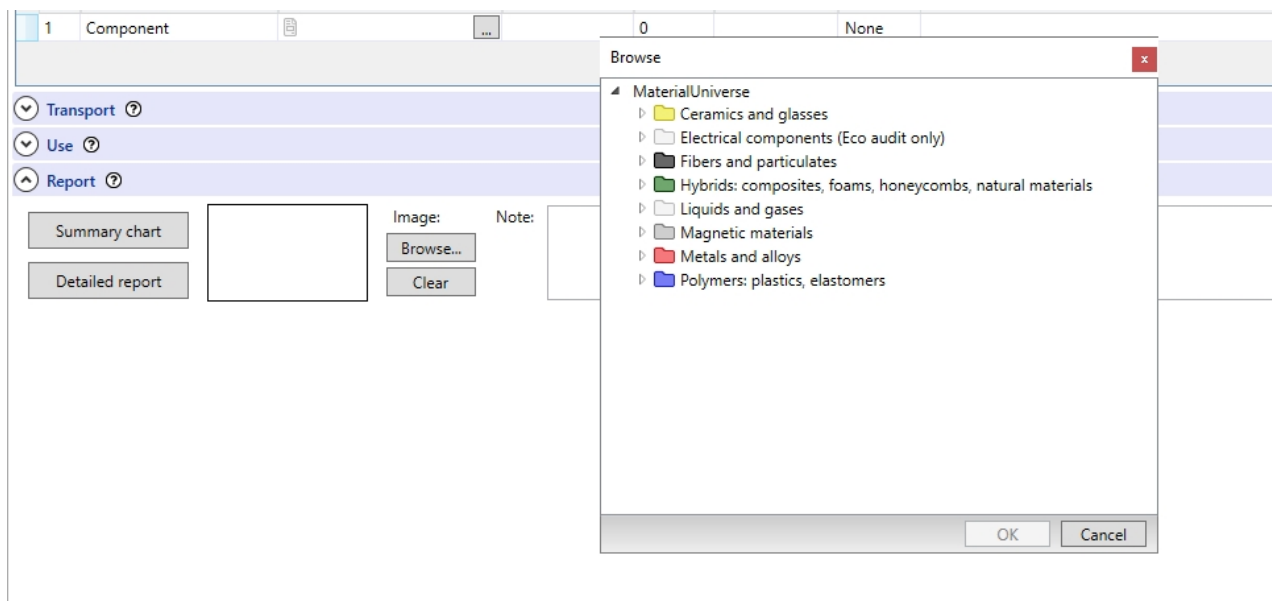 1 Component ... 0 None
Browse x
MaterialUniverse
Ceramics and glasses
Electrical components (Eco audit only)
Fibers and particulates
Hybrids: composites, foams, honeycombs, natural materials
Liquids and gases
Magnetic materials
Metals and alloys
Polymers: plastics, elastomers
OK Cancel
Transport ?
Use ?
Report ?
Summary chart
Detailed report
Image:
Browse...
Clear
Note: